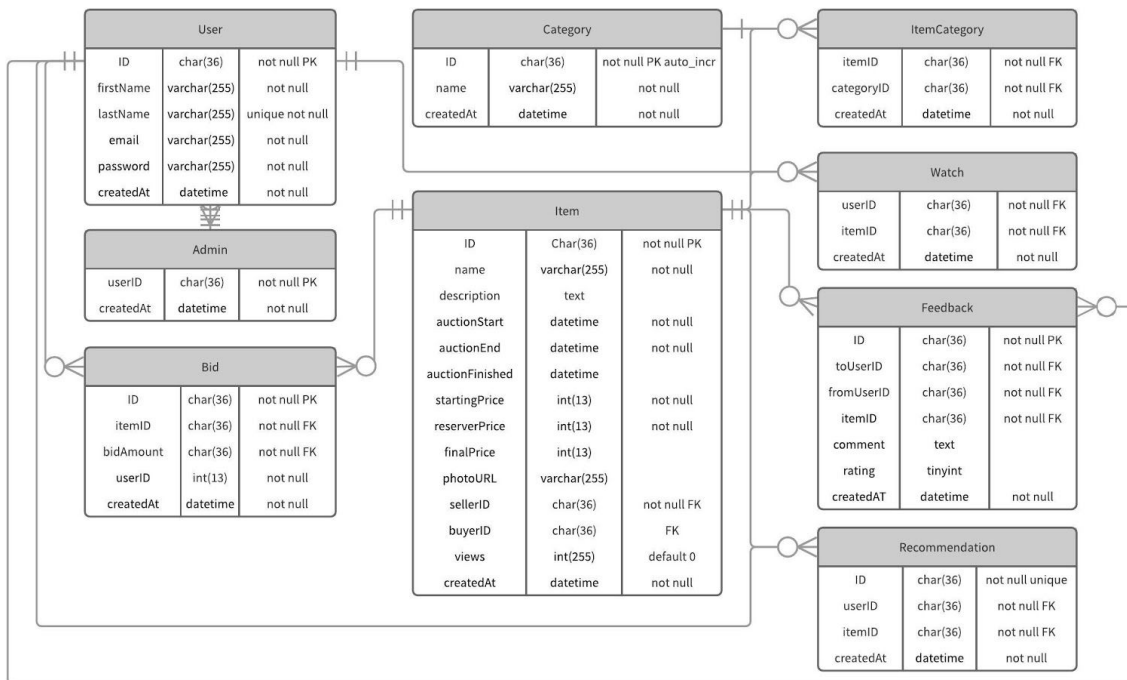 User
ID char(36) not null PK
firstName varchar(255) not null
lastName varchar(255) unique not null
email varchar(255) not null
password varchar(255) not null
createdAt datetime not null
Admin
userID char(36) not null PK
createdAt datetime not null
Bid
ID char(36) not null PK
itemID char(36) not null FK
bidAmount char(36) not null FK
userID int(13) not null
createdAt datetime not null
Category
ID char(36) not null PK auto_incr
name varchar(255) not null
createdAt datetime not null
Item
ID Char(36) not null PK
name varchar(255) not null
description text
auctionStart datetime not null
auctionEnd datetime not null
auctionFinished datetime
startingPrice int(13) not null
reserverPrice int(13) not null
finalPrice int(13)
photoURL varchar(255)
sellerID char(36) not null FK
buyerID char(36) FK
views int(255) default 0
createdAt datetime not null
ItemCategory
itemID char(36) not null FK
categoryID char(36) not null FK
createdAt datetime not null
Watch
userID char(36) not null FK
itemID char(36) not null FK
createdAt datetime not null
Feedback
ID char(36) not null PK
toUserID char(36) not null FK
fromUserID char(36) not null FK
itemID char(36) not null FK
comment text
rating tinyint
createdAT datetime not null
Recommendation
ID char(36) not null unique
userID char(36) not null FK
itemID char(36) not null FK
createdAt datetime not null